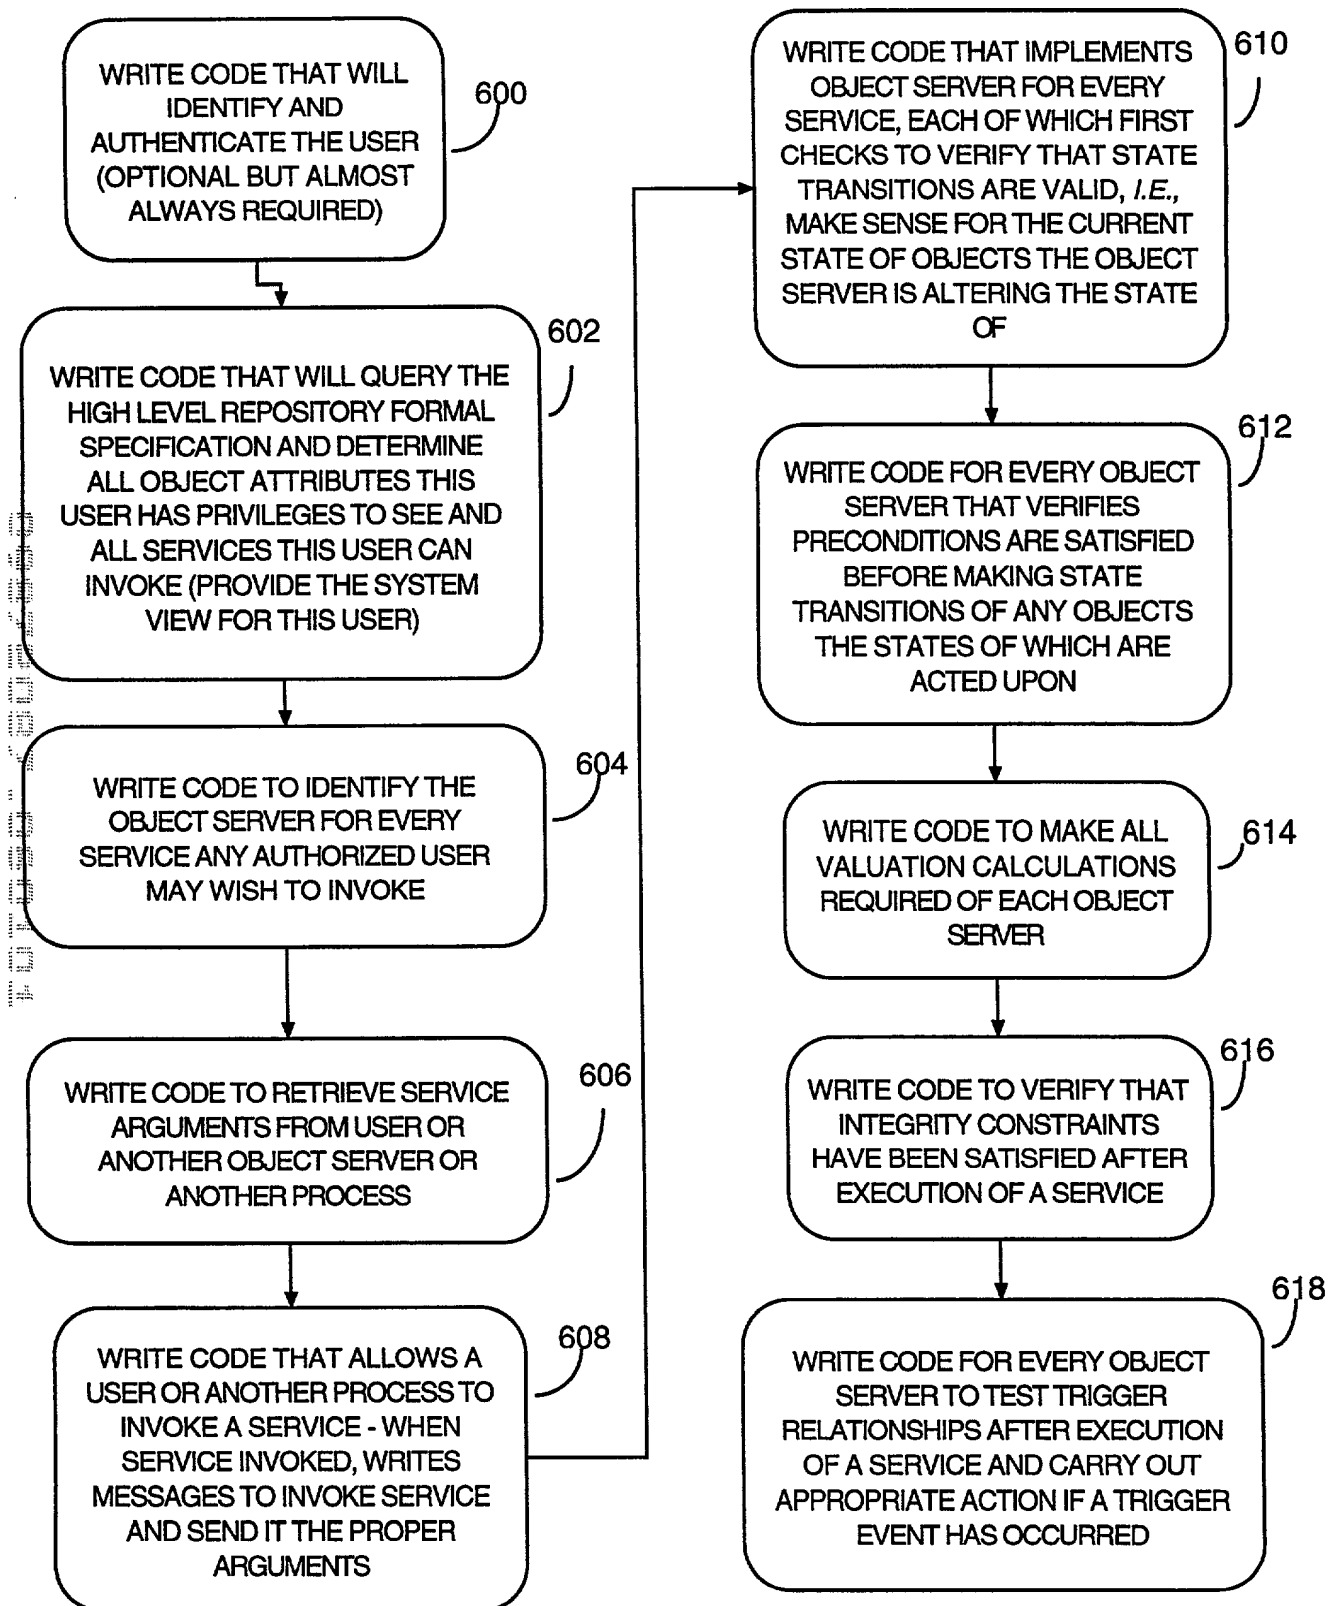 WRITE CODE THAT WILL
IDENTIFY AND
AUTHENTICATE THE USER
(OPTIONAL BUT ALMOST
ALWAYS REQUIRED)
600
WRITE CODE THAT WILL QUERY THE
HIGH LEVEL REPOSITORY FORMAL
SPECIFICATION AND DETERMINE
ALL OBJECT ATTRIBUTES THIS
USER HAS PRIVILEGES TO SEE AND
ALL SERVICES THIS USER CAN
INVOKE (PROVIDE THE SYSTEM
VIEW FOR THIS USER)
602
WRITE CODE TO IDENTIFY THE
OBJECT SERVER FOR EVERY
SERVICE ANY AUTHORIZED USER
MAY WISH TO INVOKE
604
WRITE CODE TO RETRIEVE SERVICE
ARGUMENTS FROM USER OR
ANOTHER OBJECT SERVER OR
ANOTHER PROCESS
606
WRITE CODE THAT ALLOWS A
USER OR ANOTHER PROCESS TO
INVOKE A SERVICE - WHEN
SERVICE INVOKED, WRITES
MESSAGES TO INVOKE SERVICE
AND SEND IT THE PROPER
ARGUMENTS
608
WRITE CODE THAT IMPLEMENTS
OBJECT SERVER FOR EVERY
SERVICE, EACH OF WHICH FIRST
CHECKS TO VERIFY THAT STATE
TRANSITIONS ARE VALID, I.E.,
MAKE SENSE FOR THE CURRENT
STATE OF OBJECTS THE OBJECT
SERVER IS ALTERING THE STATE
OF
610
WRITE CODE FOR EVERY OBJECT
SERVER THAT VERIFIES
PRECONDITIONS ARE SATISFIED
BEFORE MAKING STATE
TRANSITIONS OF ANY OBJECTS
THE STATES OF WHICH ARE
ACTED UPON
612
WRITE CODE TO MAKE ALL
VALUATION CALCULATIONS
REQUIRED OF EACH OBJECT
SERVER
614
WRITE CODE TO VERIFY THAT
INTEGRITY CONSTRAINTS
HAVE BEEN SATISFIED AFTER
EXECUTION OF A SERVICE
616
WRITE CODE FOR EVERY OBJECT
SERVER TO TEST TRIGGER
RELATIONSHIPS AFTER EXECUTION
OF A SERVICE AND CARRY OUT
APPROPRIATE ACTION IF A TRIGGER
EVENT HAS OCCURRED
618